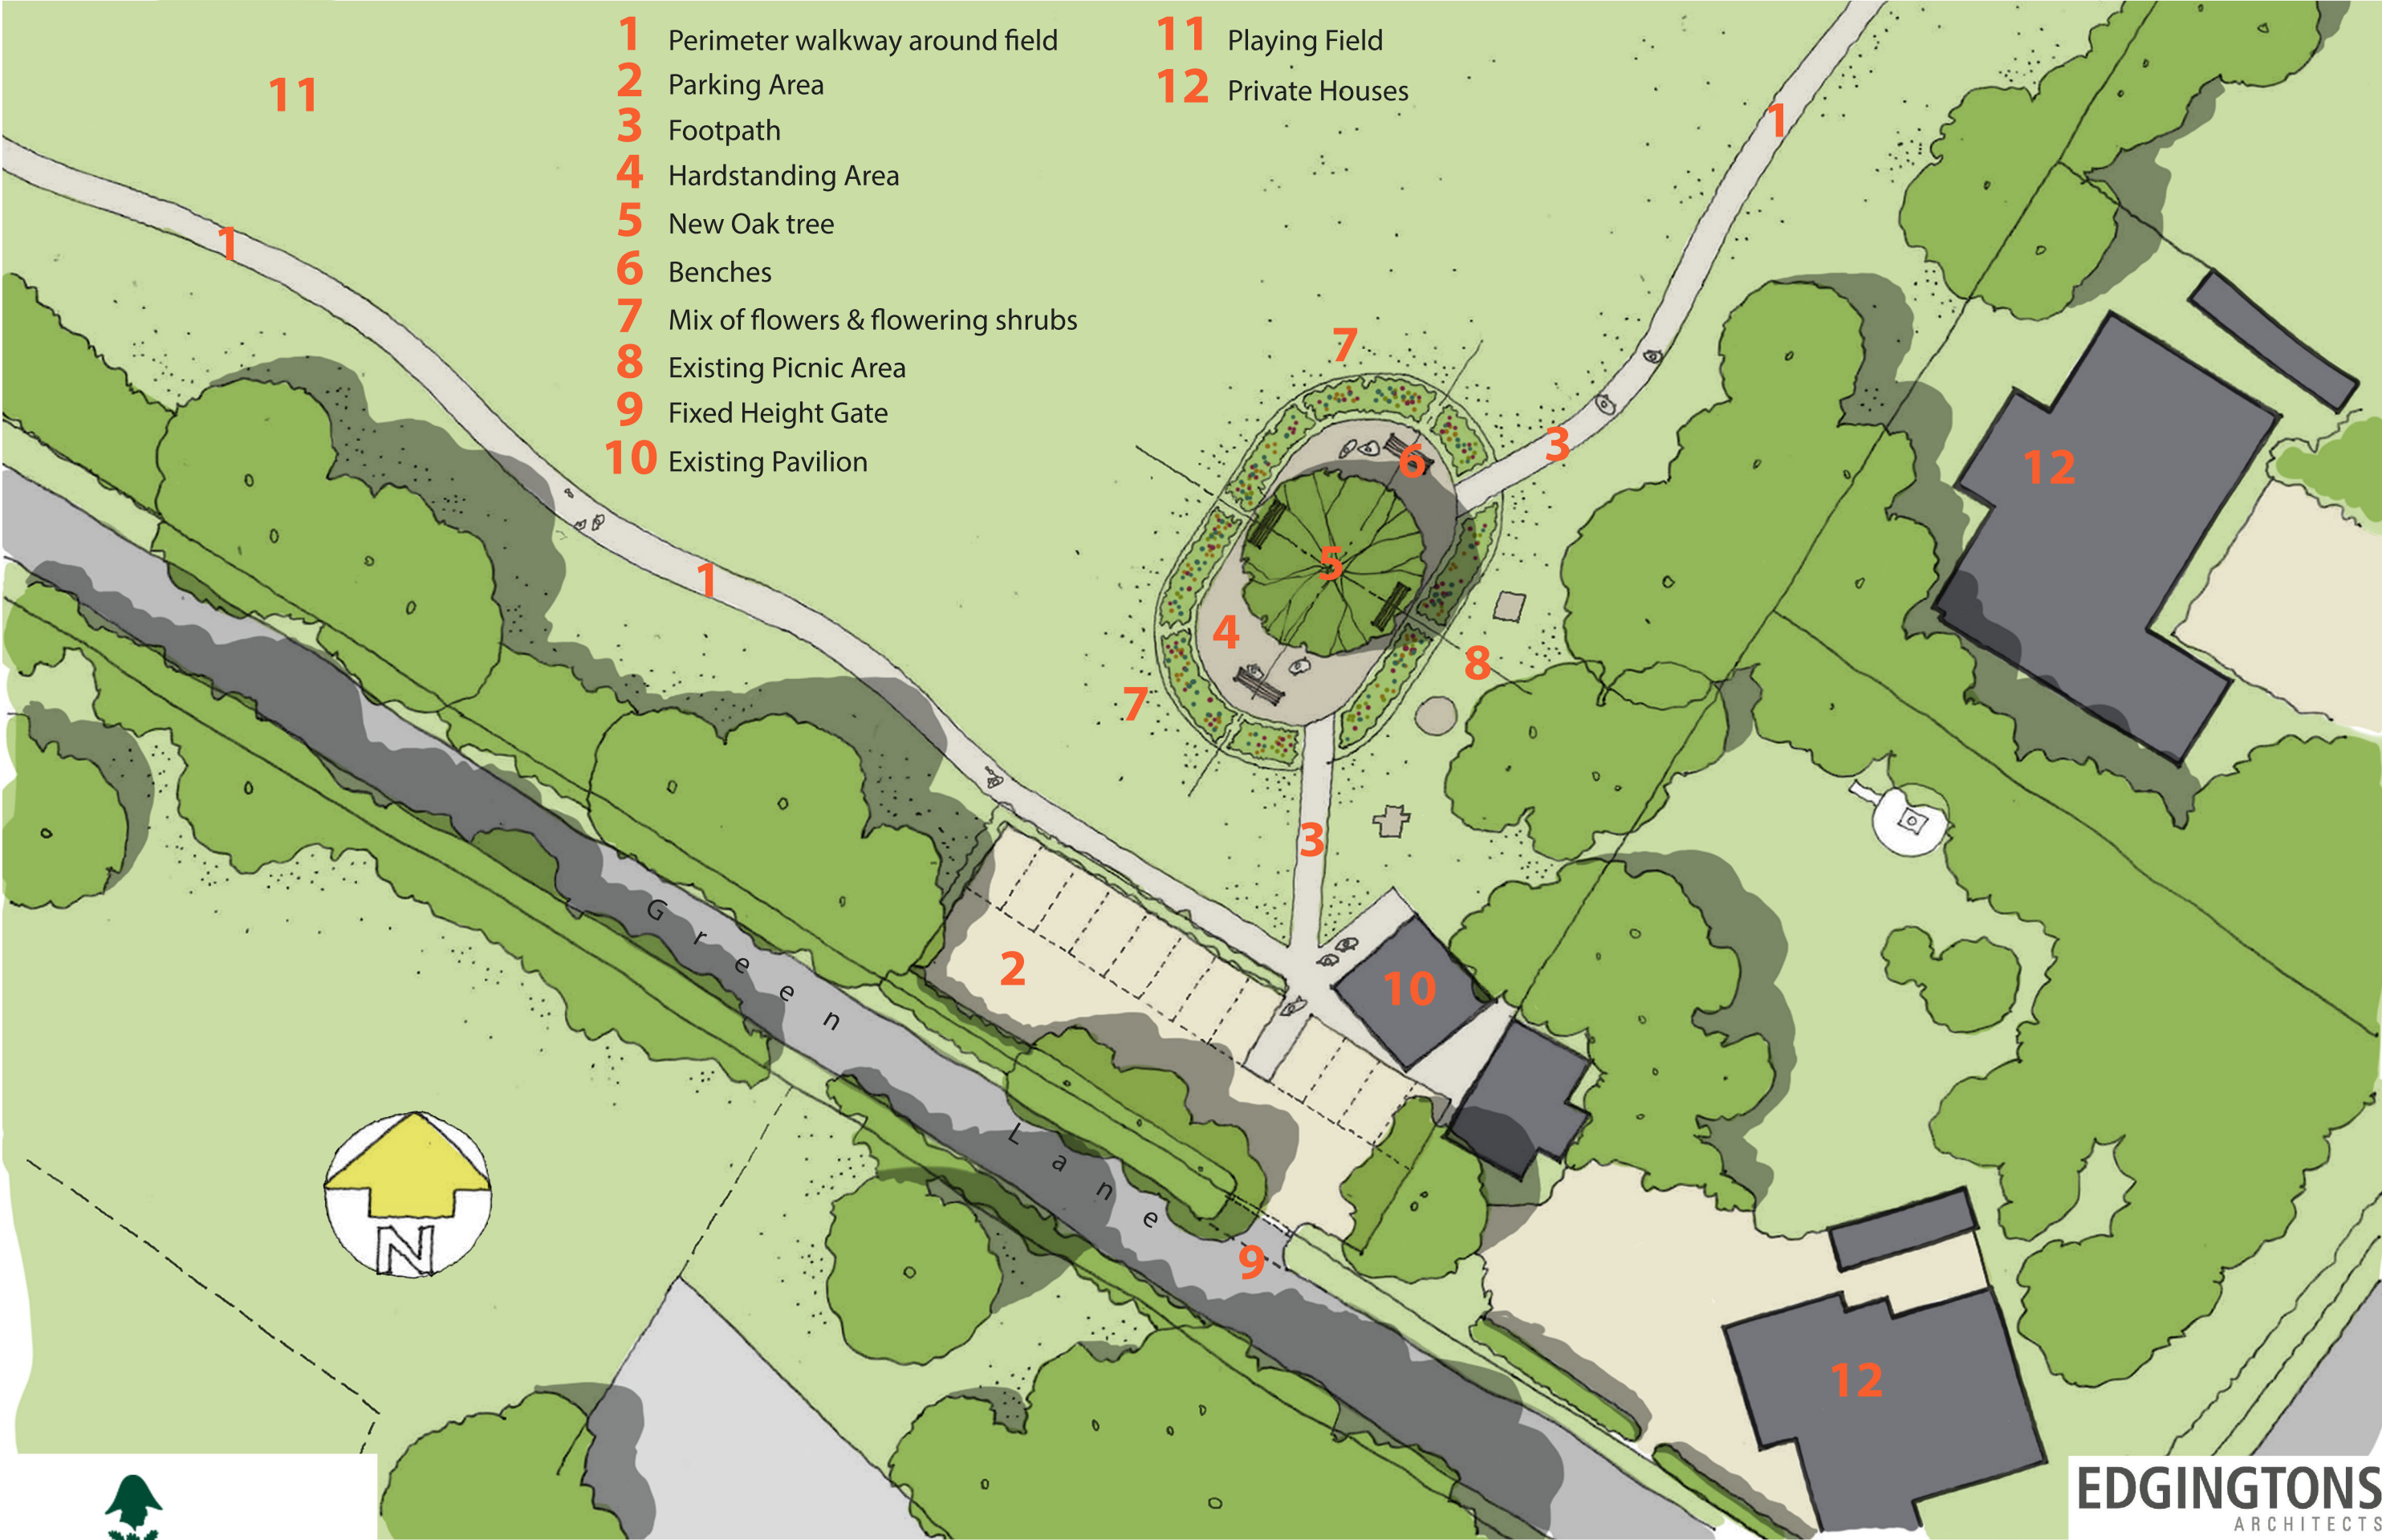 1 Perimeter walkway around field
2 Parking Area
3 Footpath
4 Hardstanding Area
5 New Oak tree
6 Benches
7 Mix of flowers & flowering shrubs
8 Existing Picnic Area
9 Fixed Height Gate
10 Existing Pavilion
11 Playing Field
12 Private Houses
11
1
1
1
7
3
6
12
5
4
8
7
3
2
10
Green Lane
9
12
N
EDGINGTONS
ARCHITECTS